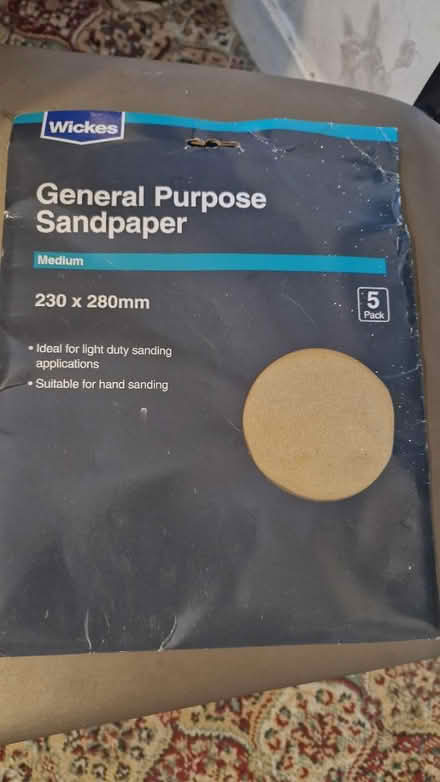 Wickes
General Purpose
Sandpaper
Medium
230 x 280mm
5
Pack
• Ideal for light duty sanding
applications
• Suitable for hand sanding